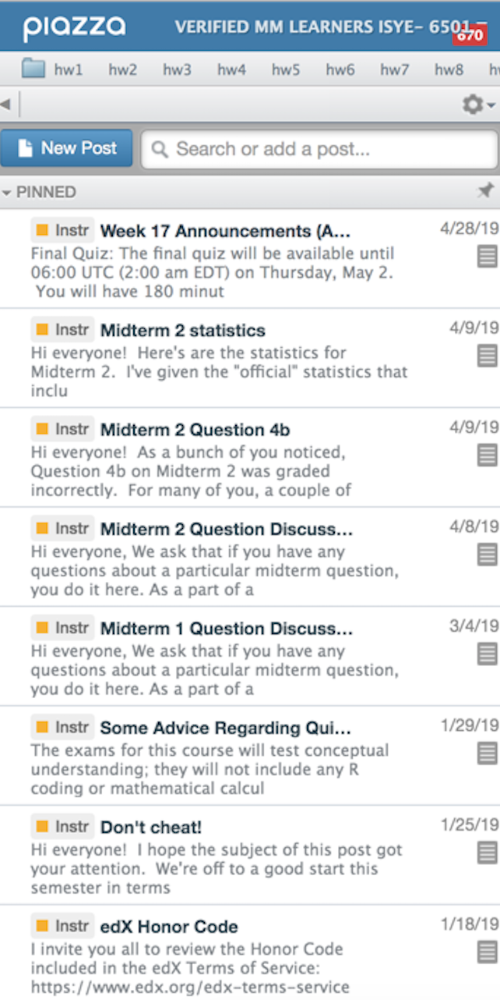 piazza VERIFIED MM LEARNERS ISYE- 6501
670
hw1 hw2 hw3 hw4 hw5 hw6 hw7 hw8
New Post Search or add a post...
PINNED
Instr Week 17 Announcements (A... 4/28/19
Final Quiz: The final quiz will be available until
06:00 UTC (2:00 am EDT) on Thursday, May 2.
You will have 180 minut
Instr Midterm 2 statistics 4/9/19
Hi everyone!  Here's are the statistics for
Midterm 2.  I've given the "official" statistics that
inclu
Instr Midterm 2 Question 4b 4/9/19
Hi everyone!  As a bunch of you noticed,
Question 4b on Midterm 2 was graded
incorrectly.  For many of you, a couple of
Instr Midterm 2 Question Discuss... 4/8/19
Hi everyone, We ask that if you have any
questions about a particular midterm question,
you do it here. As a part of a
Instr Midterm 1 Question Discuss... 3/4/19
Hi everyone, We ask that if you have any
questions about a particular midterm question,
you do it here. As a part of a
Instr Some Advice Regarding Qui... 1/29/19
The exams for this course will test conceptual
understanding; they will not include any R
coding or mathematical calcul
Instr Don't cheat! 1/25/19
Hi everyone!  I hope the subject of this post got
your attention.  We're off to a good start this
semester in terms
Instr edX Honor Code 1/18/19
I invite you all to review the Honor Code
included in the edX Terms of Service:
https://www.edx.org/edx-terms-service